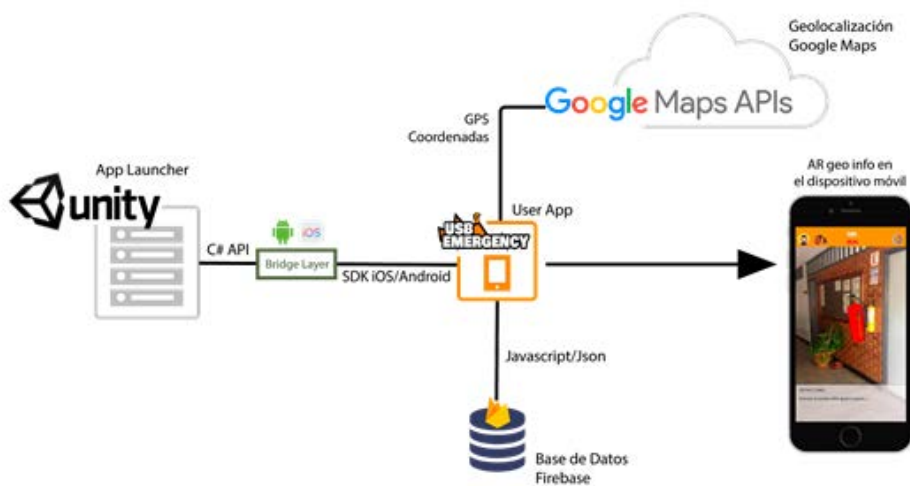 Geolocalización
Google Maps
Google Maps APIs
GPS
Coordenadas
AR geo info en
el dispositivo móvil
App Launcher
unity
User App
USB
EMERGENCY
C# API
iOS
Bridge Layer
SDK iOS/Android
Javascript/Json
Base de Datos
Firebase